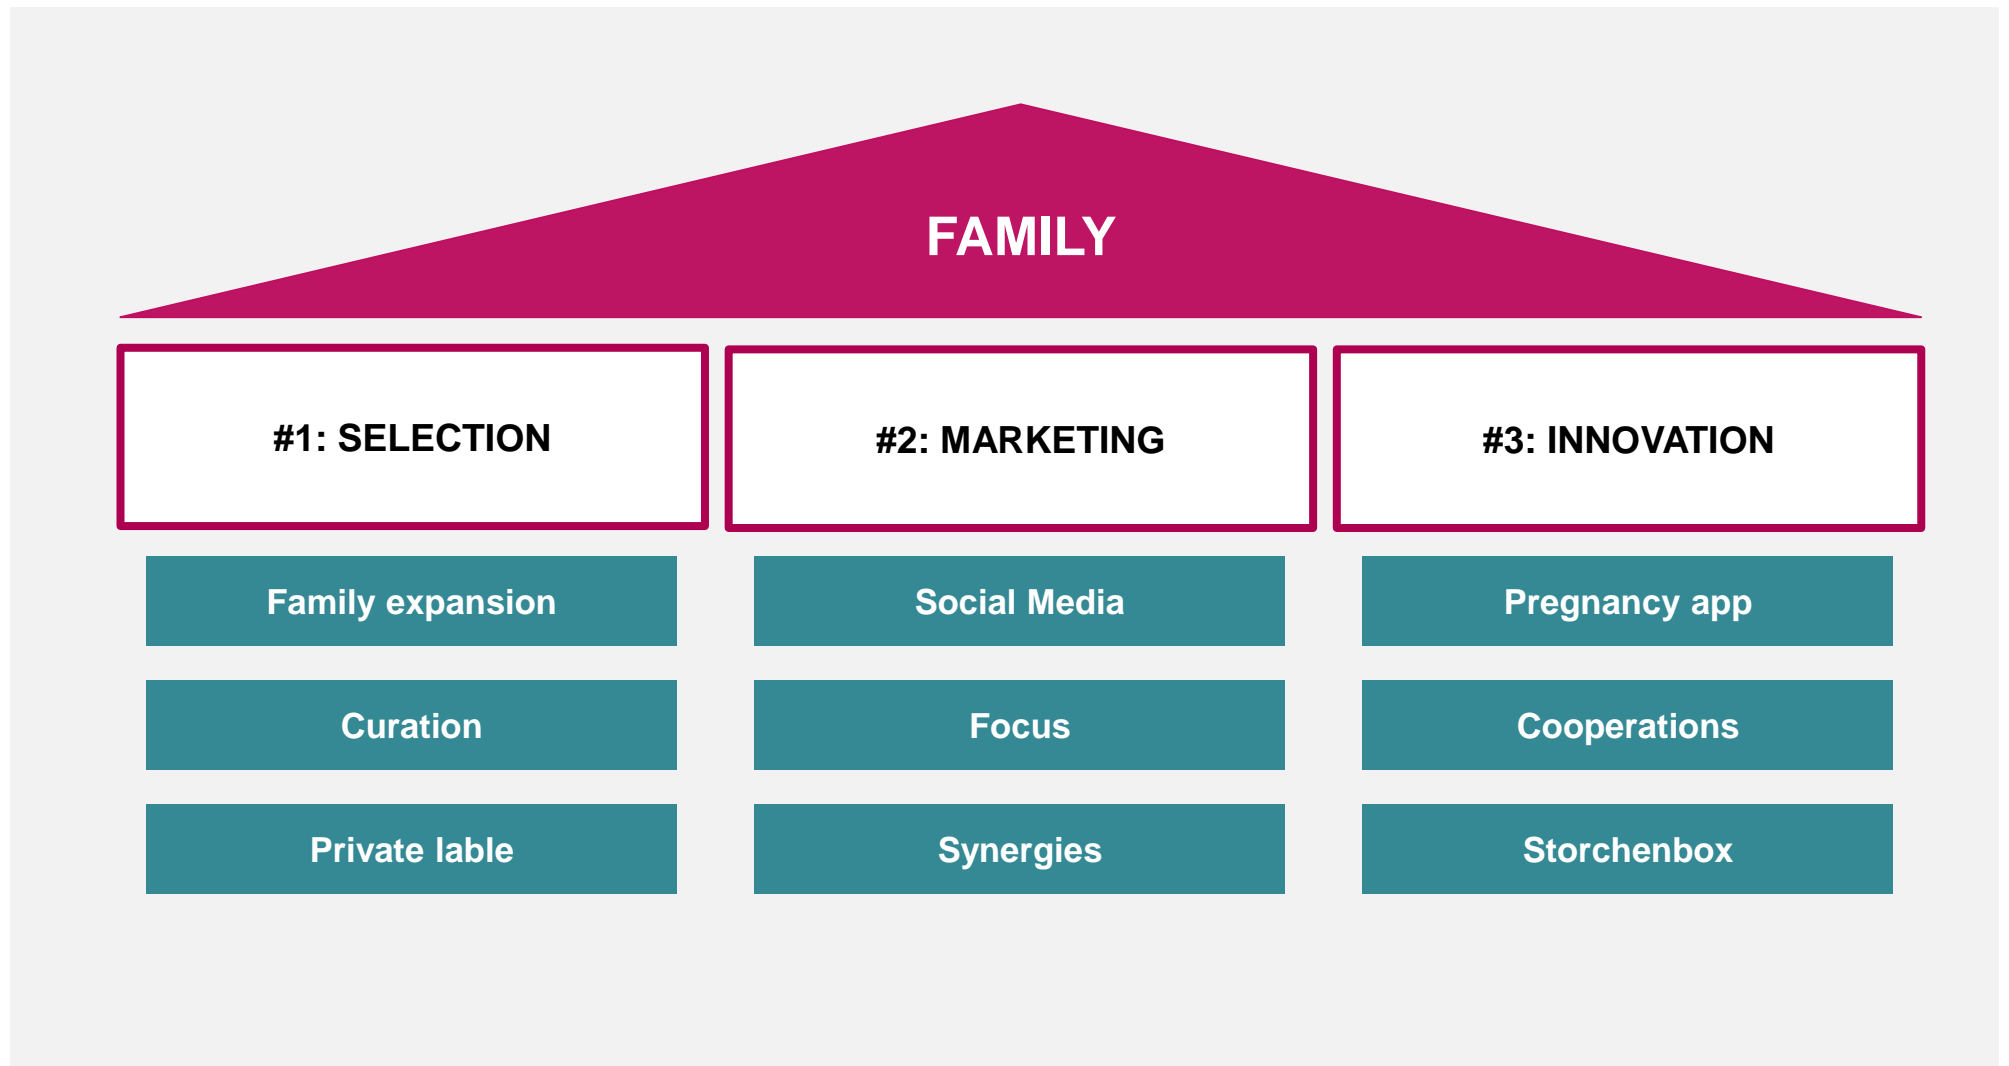 FAMILY
#1: SELECTION
#2: MARKETING
#3: INNOVATION
Family expansion
Social Media
Pregnancy app
Curation
Focus
Cooperations
Private lable
Synergies
Storchenbox